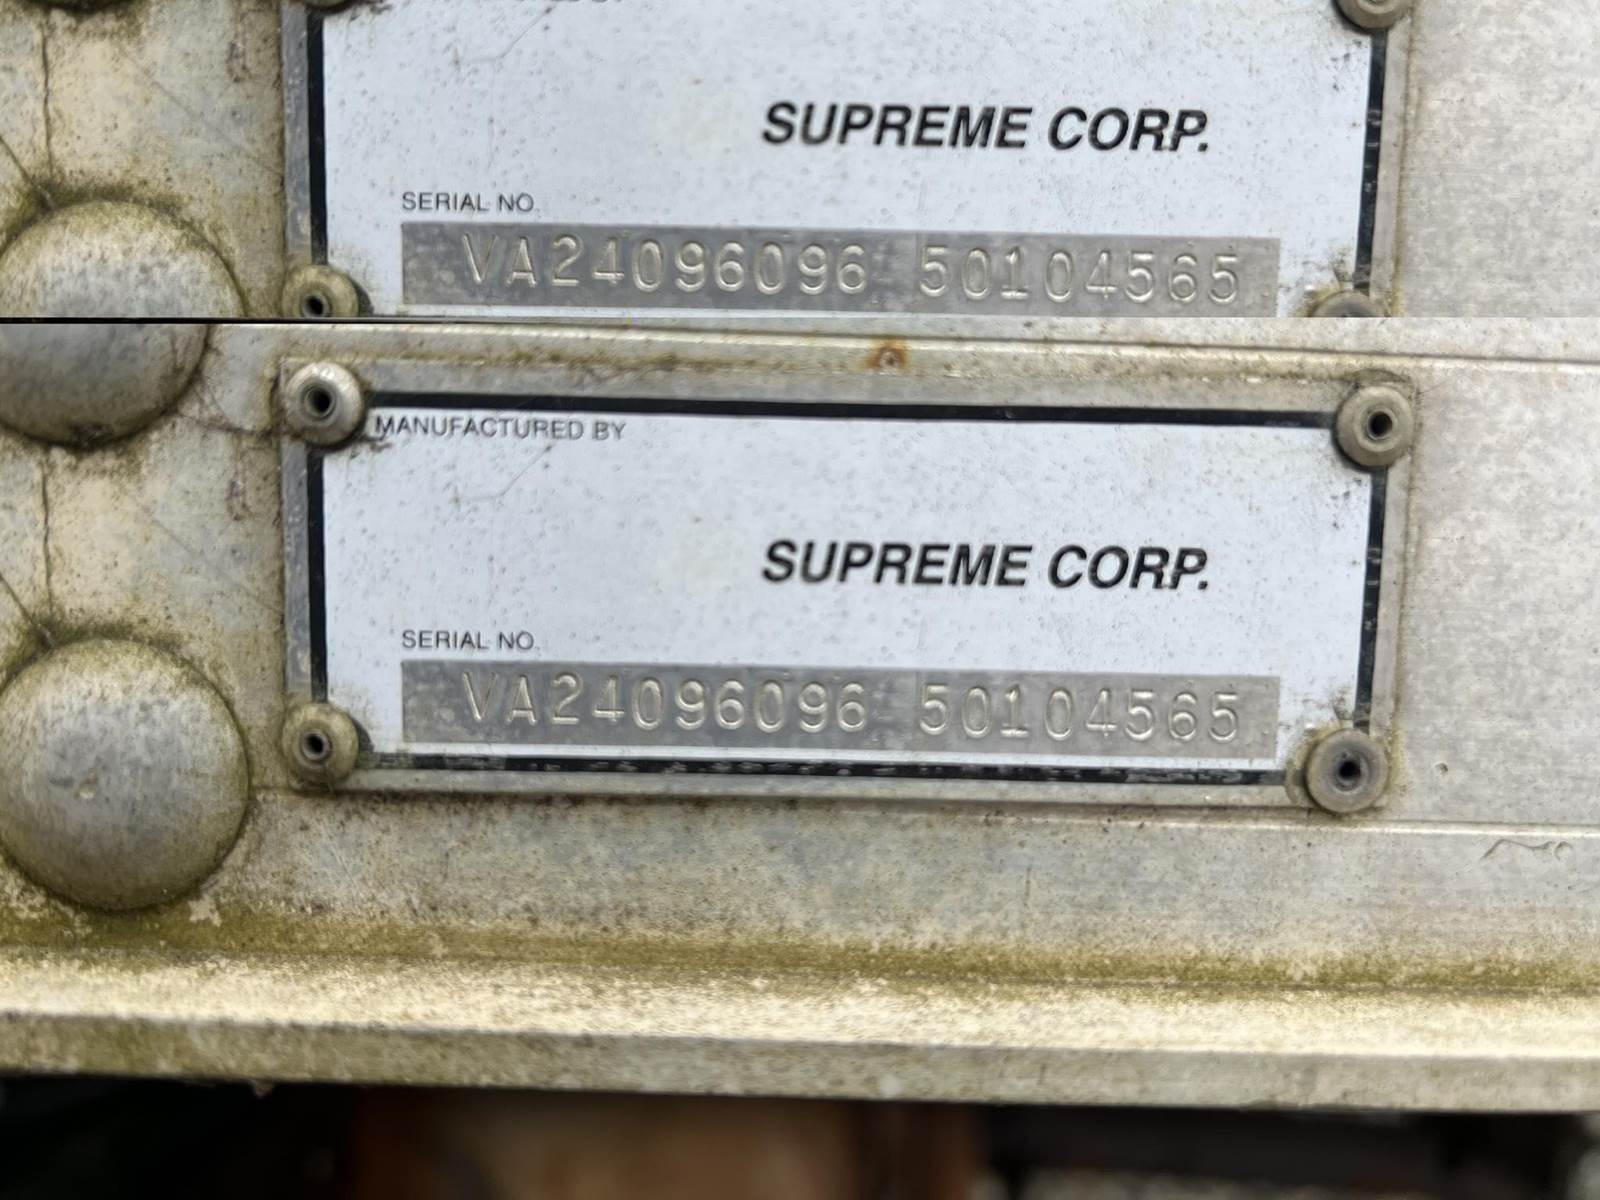 SUPREME CORP.
SERIAL NO.
VA24096096 50104565
MANUFACTURED BY
SUPREME CORP.
SERIAL NO.
VA24096096 50104565